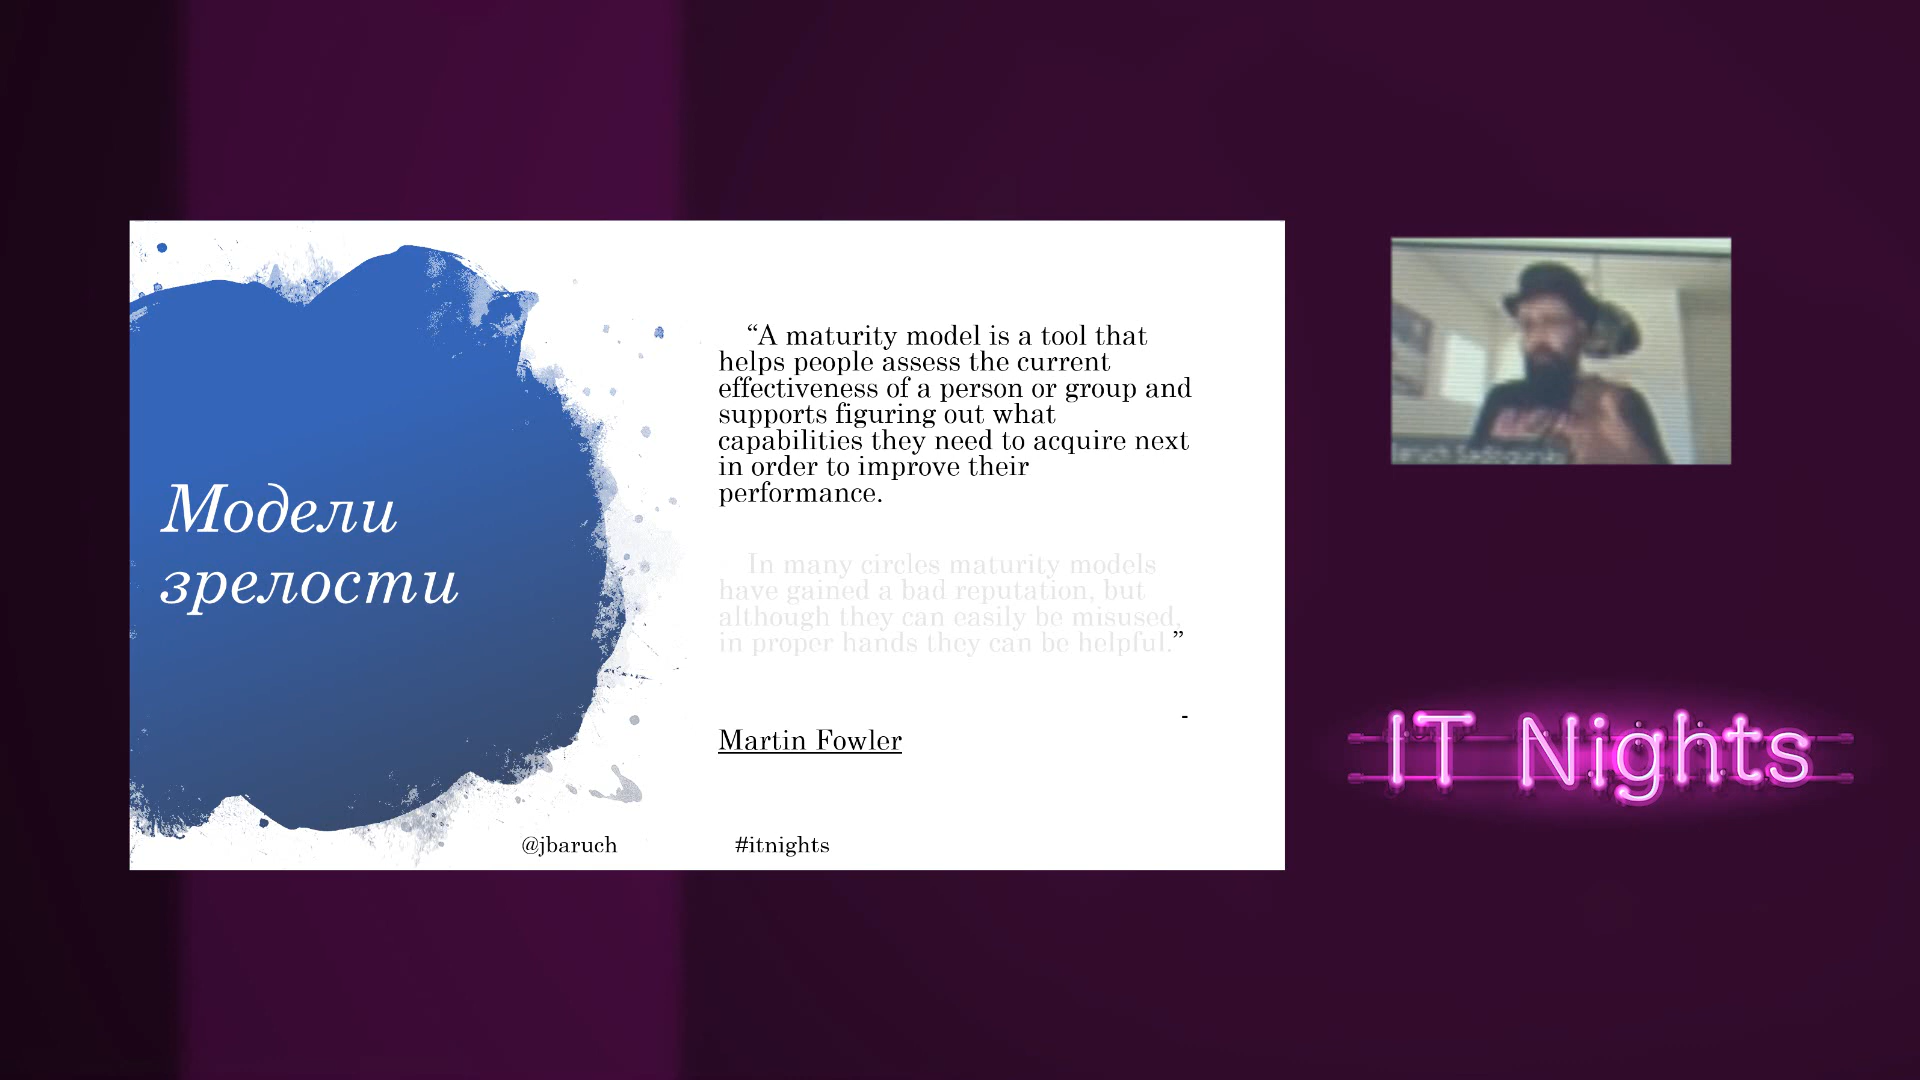 Модели
зрелости
“A maturity model is a tool that
helps people assess the current
effectiveness of a person or group and
supports figuring out what
capabilities they need to acquire next
in order to improve their
performance.
In many circles maturity models
have gained a bad reputation, but
although they can easily be misused,
in proper hands they can be helpful.”
-
Martin Fowler
@jbaruch
#itnights
Baruch Sadogursky
IT Nights